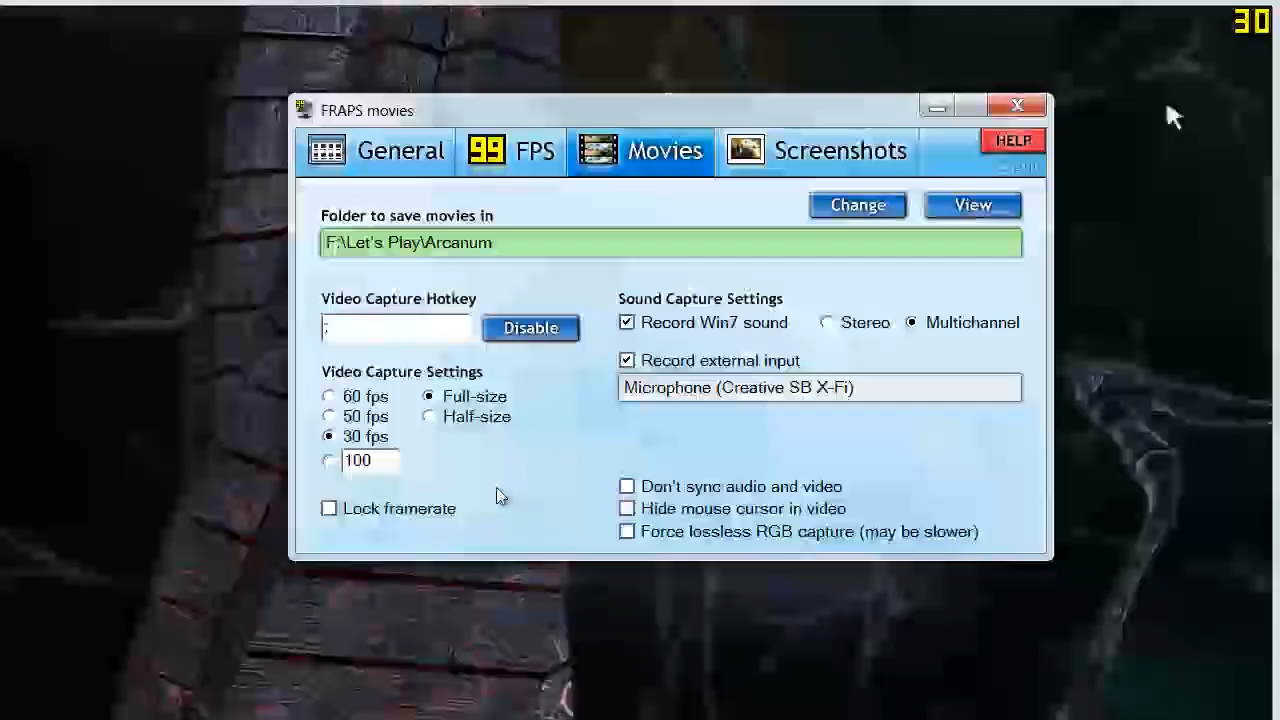 30
FRAPS movies
General
99 FPS
Movies
Screenshots
HELP
Folder to save movies in
Change
View
F:\Let's Play\Arcanum
Video Capture Hotkey
;
Disable
Sound Capture Settings
Record Win7 sound
Stereo
Multichannel
Record external input
Microphone (Creative SB X-Fi)
Video Capture Settings
60 fps
Full-size
50 fps
Half-size
30 fps
100
Lock framerate
Don't sync audio and video
Hide mouse cursor in video
Force lossless RGB capture (may be slower)